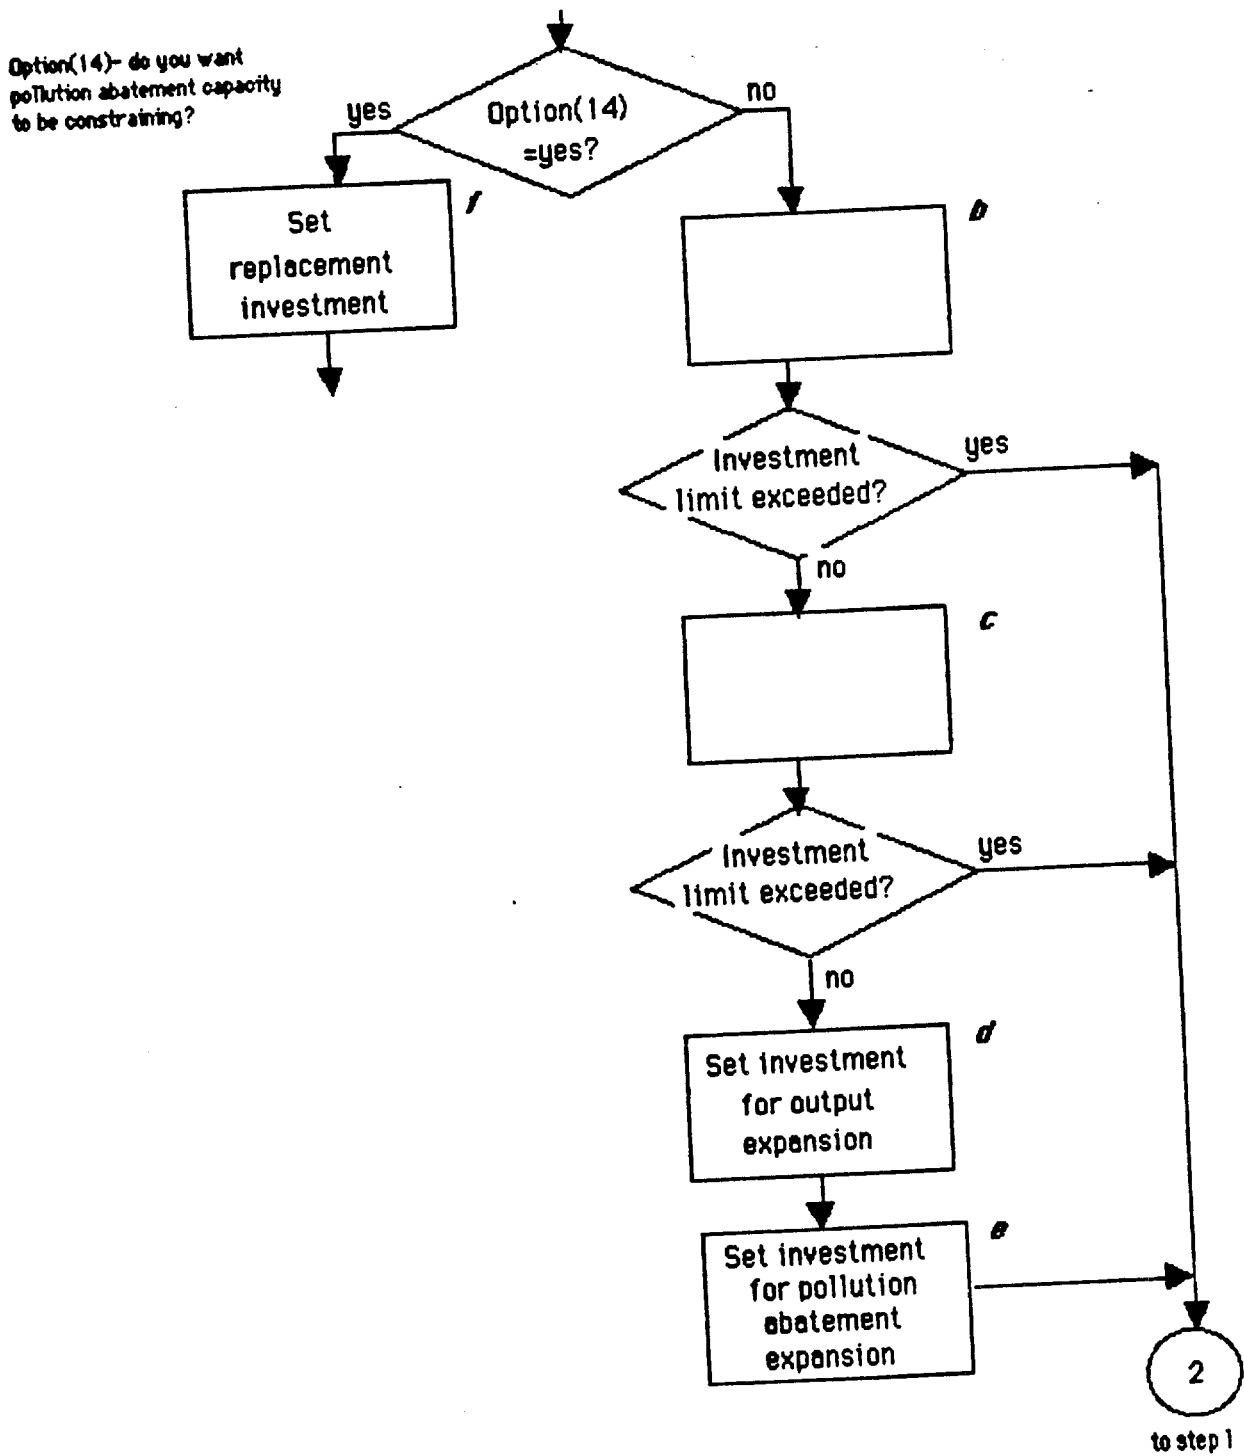 Option(14)- do you want
pollution abatement capacity
to be constraining?
yes
Option(14)
=yes?
no
f
Set
replacement
investment
b
Investment
limit exceeded?
yes
no
c
Investment
limit exceeded?
yes
no
d
Set investment
for output
expansion
e
Set investment
for pollution
abatement
expansion
2
to step 1